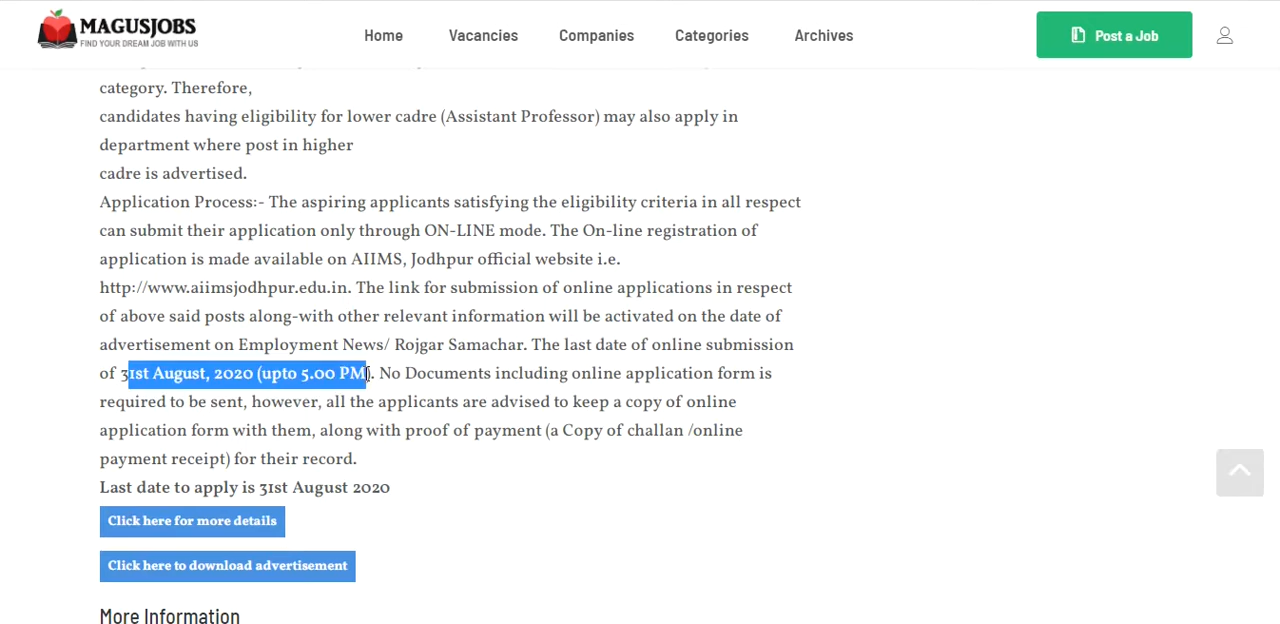 MAGUSJOBS
FIND YOUR DREAM JOB WITH US
Home
Vacancies
Companies
Categories
Archives
Post a Job
category. Therefore,
candidates having eligibility for lower cadre (Assistant Professor) may also apply in
department where post in higher
cadre is advertised.
Application Process:- The aspiring applicants satisfying the eligibility criteria in all respect
can submit their application only through ON-LINE mode. The On-line registration of
application is made available on AIIMS, Jodhpur official website i.e.
http://www.aiimsjodhpur.edu.in. The link for submission of online applications in respect
of above said posts along-with other relevant information will be activated on the date of
advertisement on Employment News/ Rojgar Samachar. The last date of online submission
of 31st August, 2020 (upto 5.00 PM). No Documents including online application form is
required to be sent, however, all the applicants are advised to keep a copy of online
application form with them, along with proof of payment (a Copy of challan /online
payment receipt) for their record.
Last date to apply is 31st August 2020
Click here for more details
Click here to download advertisement
More Information